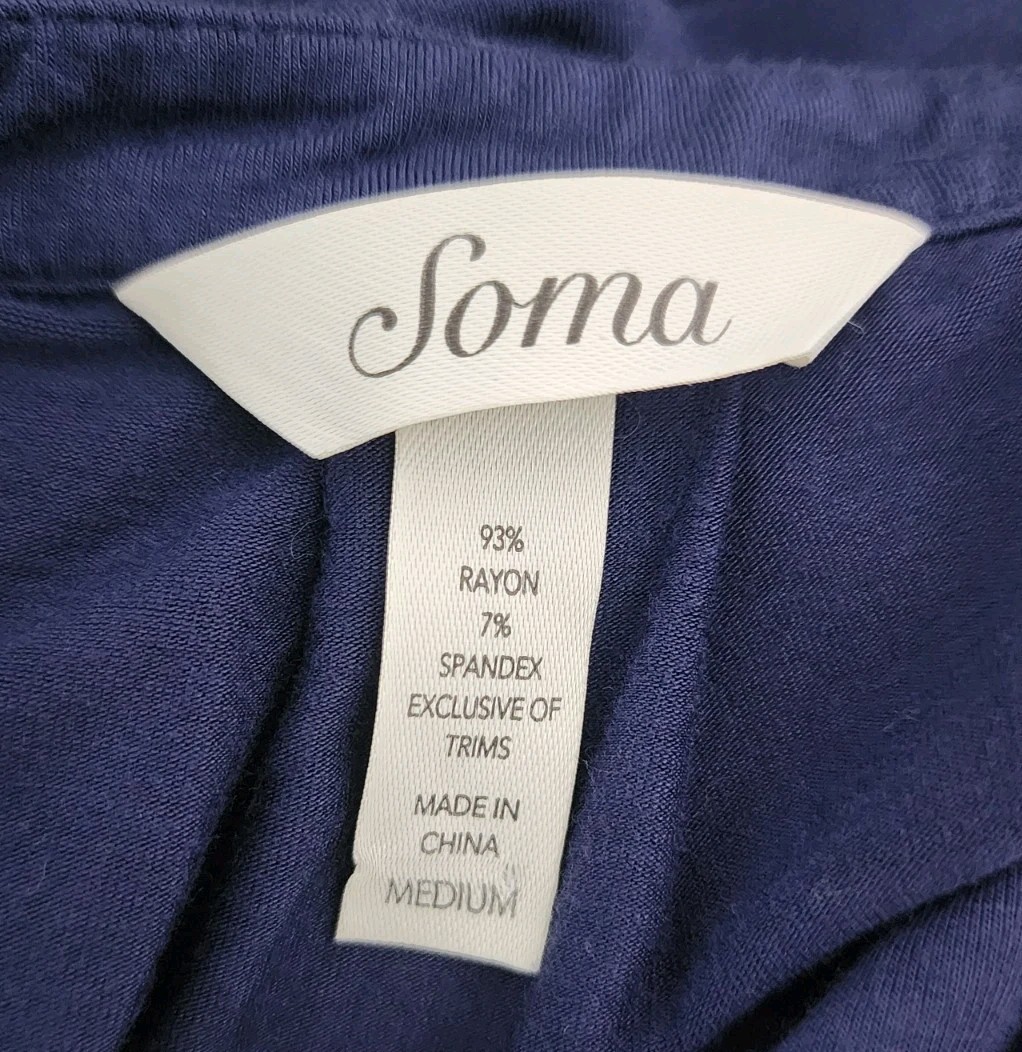 Soma
93%
RAYON
7%
SPANDEX
EXCLUSIVE OF
TRIMS
MADE IN
CHINA
MEDIUM